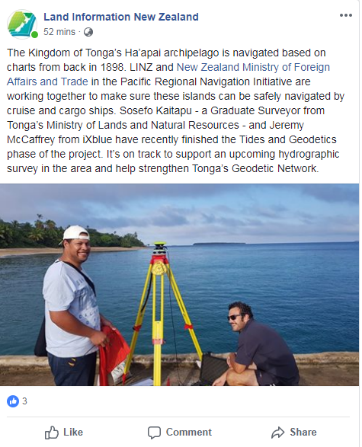 Land Information New Zealand
52 mins ·
The Kingdom of Tonga's Ha'apai archipelago is navigated based on
charts from back in 1898. LINZ and New Zealand Ministry of Foreign
Affairs and Trade in the Pacific Regional Navigation Initiative are
working together to make sure these islands can be safely navigated by
cruise and cargo ships. Sosefo Kaitapu - a Graduate Surveyor from
Tonga's Ministry of Lands and Natural Resources - and Jeremy
McCaffrey from iXblue have recently finished the Tides and Geodetics
phase of the project. It's on track to support an upcoming hydrographic
survey in the area and help strengthen Tonga's Geodetic Network.
3
Like Comment Share